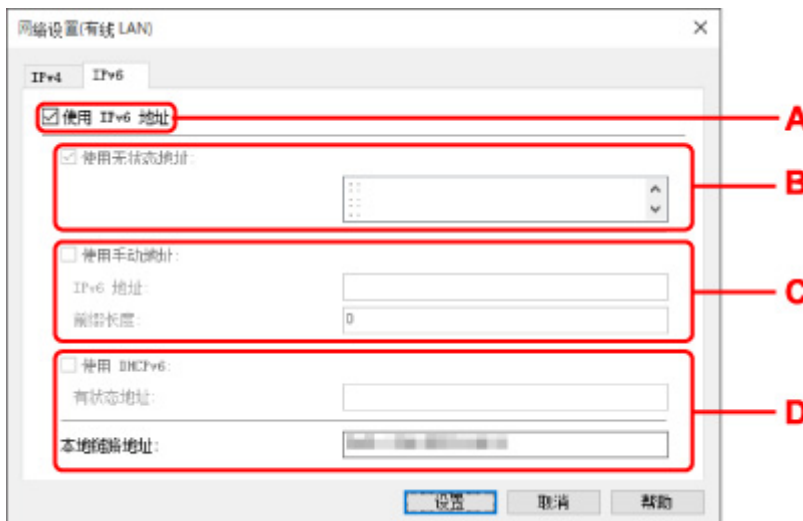 网络设置(有线 LAN)
IPv4 IPv6
使用 IPv6 地址 A
使用无状态地址:
:: B
::
::
使用手动地址:
IPv6 地址: C
前缀长度: 0
使用 DHCPv6:
有状态地址: D
本地链路地址:
设置 取消 帮助